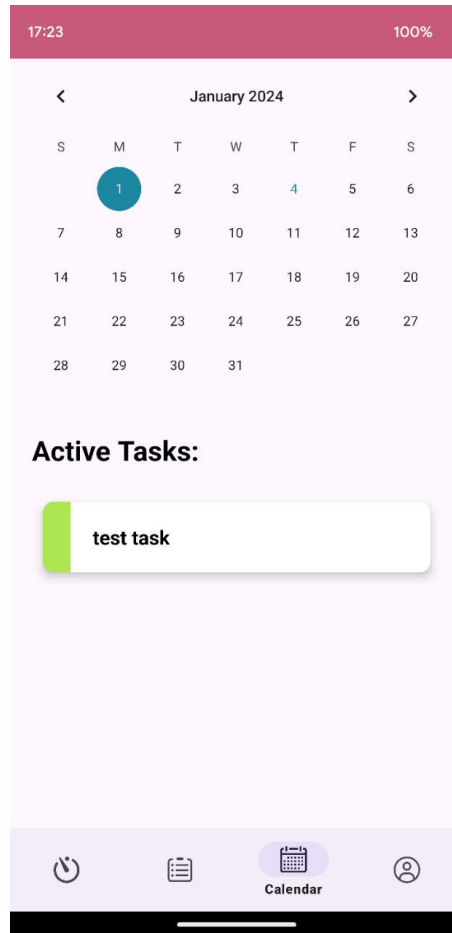 17:23 100%
January 2024
S M T W T F S
1 2 3 4 5 6
7 8 9 10 11 12 13
14 15 16 17 18 19 20
21 22 23 24 25 26 27
28 29 30 31
Active Tasks:
test task
Calendar